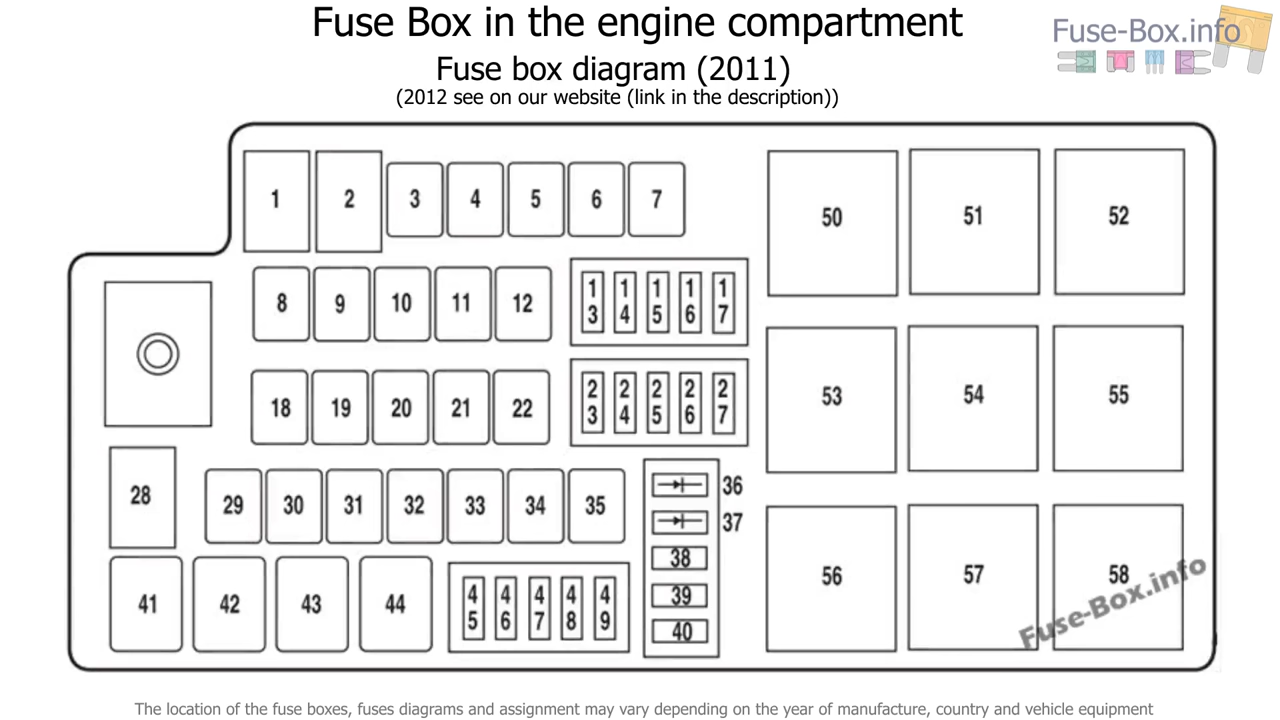 Fuse Box in the engine compartment
Fuse-Box.info
Fuse box diagram (2011)
(2012 see on our website (link in the description))
1 2 3 4 5 6 7 50 51 52
8 9 10 11 12 13 14 15 16 17
18 19 20 21 22 23 24 25 26 27 53 54 55
28 29 30 31 32 33 34 35 36
37
38
41 42 43 44 45 46 47 48 49 39 56 57 58
40
Fuse-Box.info
The location of the fuse boxes, fuses diagrams and assignment may vary depending on the year of manufacture, country and vehicle equipment